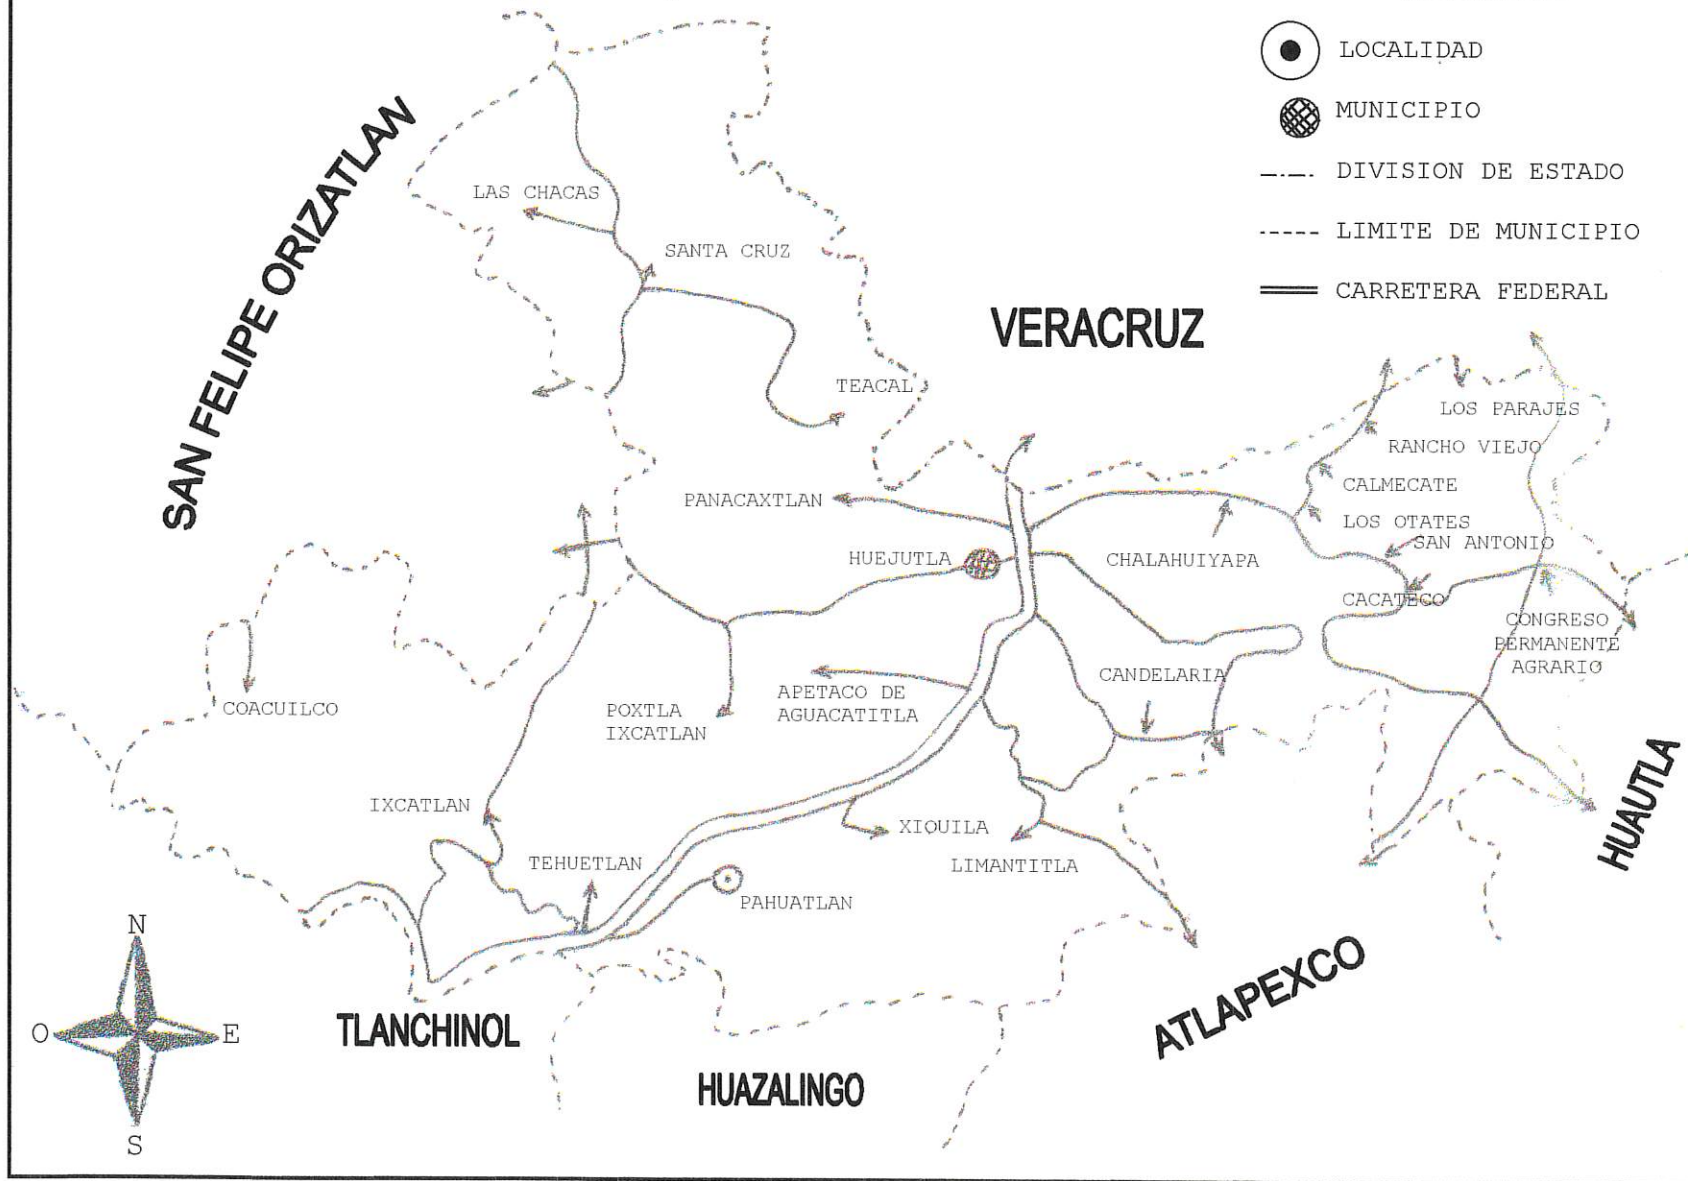 LOCALIDAD
MUNICIPIO
DIVISION DE ESTADO
LIMITE DE MUNICIPIO
CARRETERA FEDERAL
SAN FELIPE ORIZATLAN
LAS CHACAS
SANTA CRUZ
VERACRUZ
TEACAL
LOS PARAJES
RANCHO VIEJO
CALMECATE
PANACAXTLAN
LOS OTATES
SAN ANTONIO
HUEJUTLA
CHALAHUIYAPA
CACATECO
CONGRESO
PERMANENTE
AGRARIO
CANDELARIA
COACUILCO
POXTLA
IXCATLAN
APETACO DE
AGUACATITLA
IXCATLAN
XIQUILA
HUAUTLA
TEHUETLAN
LIMANTITLA
PAHUATLAN
N
O
E
S
TLANCHINOL
ATLAPEXCO
HUAZALINGO